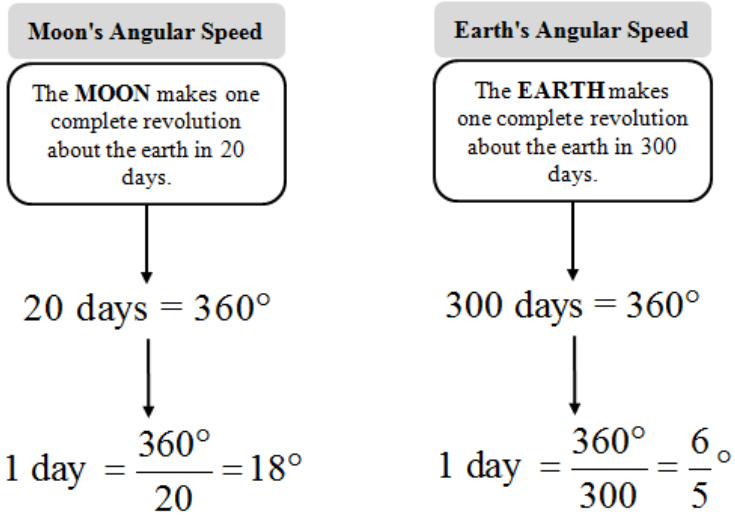 Moon's Angular Speed
The MOON makes one
complete revolution
about the earth in 20
days.
20 days = 360°
1 day = 360°/20 = 18°
Earth's Angular Speed
The EARTH makes
one complete revolution
about the earth in 300
days.
300 days = 360°
1 day = 360°/300 = 6/5°